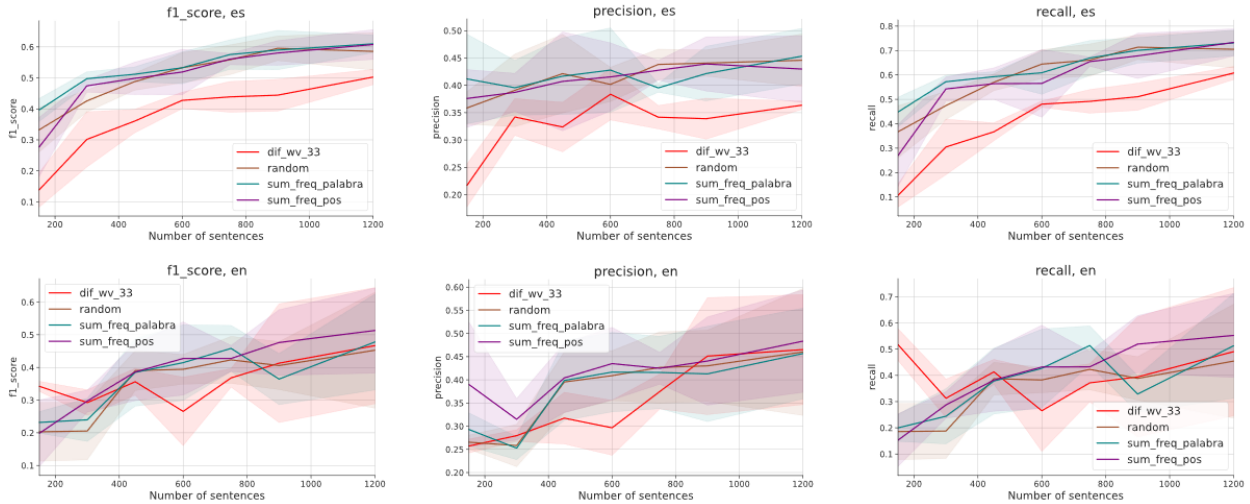 f1_score, es
f1_score
0.6
0.5
0.4
0.3
0.2
0.1
dif_wv_33
random
sum_freq_palabra
sum_freq_pos
200 400 600 800 1000 1200
Number of sentences
precision, es
precision
0.50
0.45
0.40
0.35
0.30
0.25
0.20
dif_wv_33
random
sum_freq_palabra
sum_freq_pos
200 400 600 800 1000 1200
Number of sentences
recall, es
recall
0.8
0.7
0.6
0.5
0.4
0.3
0.2
0.1
dif_wv_33
random
sum_freq_palabra
sum_freq_pos
200 400 600 800 1000 1200
Number of sentences
f1_score, en
f1_score
0.6
0.5
0.4
0.3
0.2
0.1
dif_wv_33
random
sum_freq_palabra
sum_freq_pos
200 400 600 800 1000 1200
Number of sentences
precision, en
precision
0.60
0.55
0.50
0.45
0.40
0.35
0.30
0.25
0.20
dif_wv_33
random
sum_freq_palabra
sum_freq_pos
200 400 600 800 1000 1200
Number of sentences
recall, en
recall
0.7
0.6
0.5
0.4
0.3
0.2
0.1
dif_wv_33
random
sum_freq_palabra
sum_freq_pos
200 400 600 800 1000 1200
Number of sentences